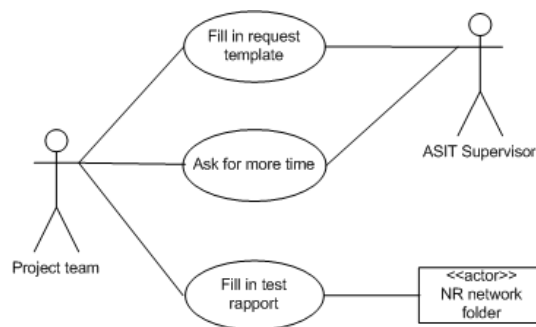 Fill in request
template
Ask for more time
ASIT Supervisor
Project team
Fill in test
rapport
<<actor>>
NR network
folder